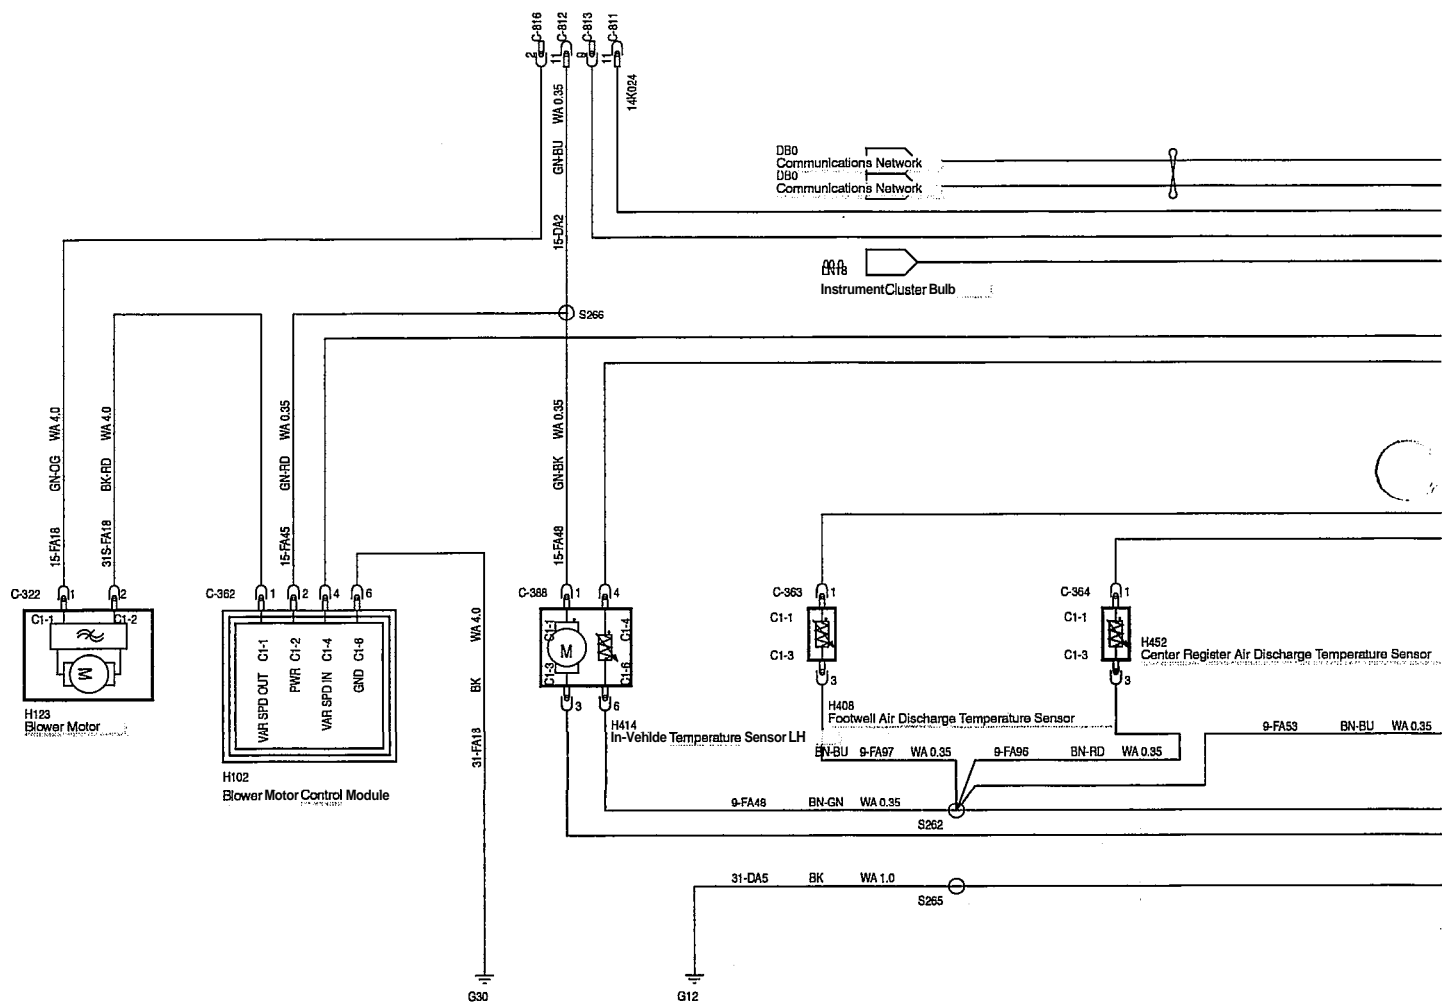 C-816
C-812
C-813
C-811
2
11
9
11
GN-BU WA 0.35
14K024
15-DA2
DB0
Communications Network
DB0
Communications Network
LN18
Instrument Cluster Bulb
S266
15-FA18 GN-OG WA 4.0
31S-FA18 BK-RD WA 4.0
15-FA45 GN-RD WA 0.35
15-FA48 GN-BK WA 0.35
C-322 1 2
C1-1 C1-2
M
H123
Blower Motor
C-362 1 2 4 6
VAR SPD OUT C1-1
PWR C1-2
VAR SPD IN C1-4
GND C1-8
H102
Blower Motor Control Module
31-FA18 BK WA 4.0
C-388 1 4
C1-1 C1-4
M
C1-3 C1-6
3 6
H414
In-Vehide Temperature Sensor LH
C-363 1
C1-1
C1-3
3
H408
Footwell Air Discharge Temperature Sensor
C-364 1
C1-1
C1-3
3
H452
Center Register Air Discharge Temperature Sensor
BN-BU 9-FA97 WA 0.35
9-FA96 BN-RD WA 0.35
9-FA53 BN-BU WA 0.35
9-FA48 BN-GN WA 0.35
S262
31-DA5 BK WA 1.0
S265
G30
G12